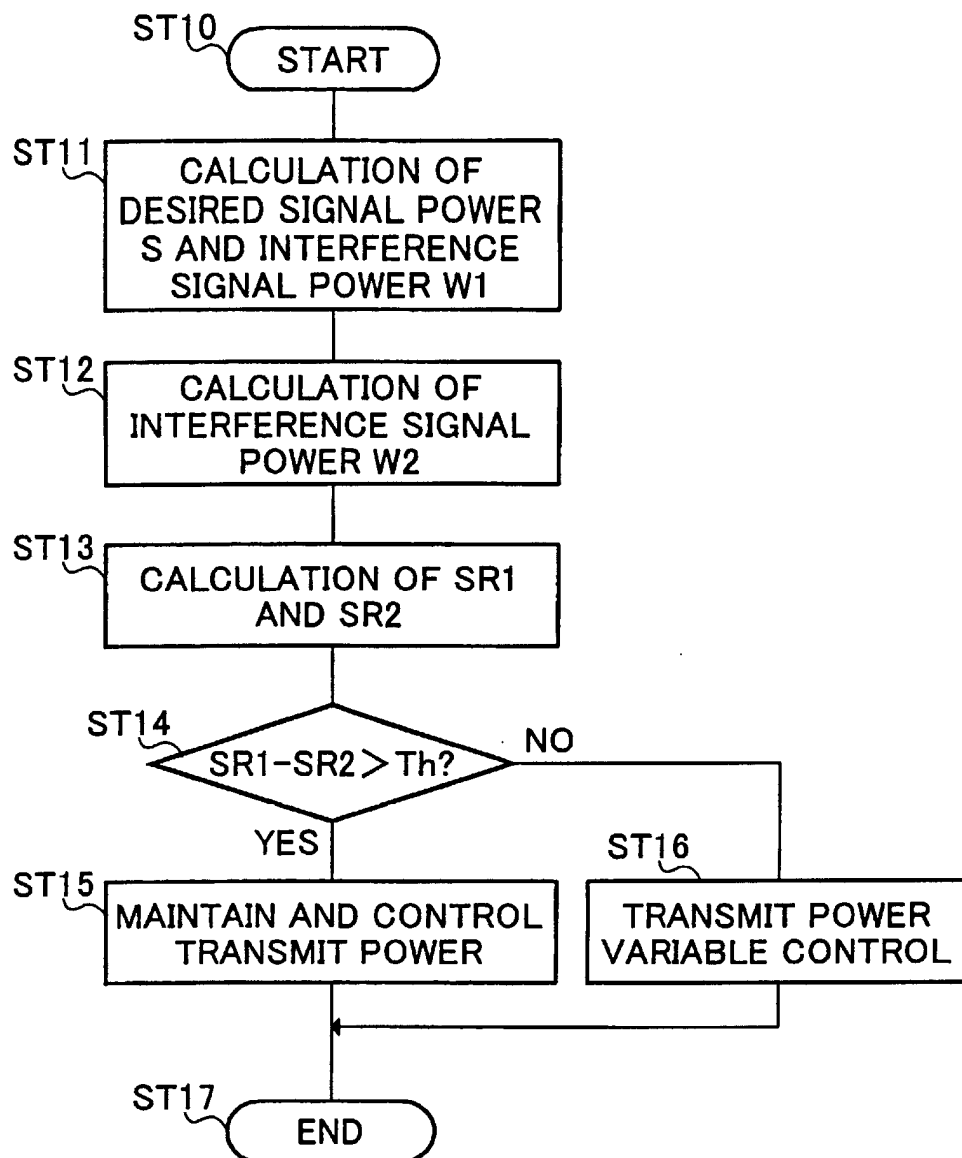 ST10
START
ST11
CALCULATION OF
DESIRED SIGNAL POWER
S AND INTERFERENCE
SIGNAL POWER W1
ST12
CALCULATION OF
INTERFERENCE SIGNAL
POWER W2
ST13
CALCULATION OF SR1
AND SR2
ST14
SR1-SR2>Th?
NO
YES
ST15
MAINTAIN AND CONTROL
TRANSMIT POWER
ST16
TRANSMIT POWER
VARIABLE CONTROL
ST17
END